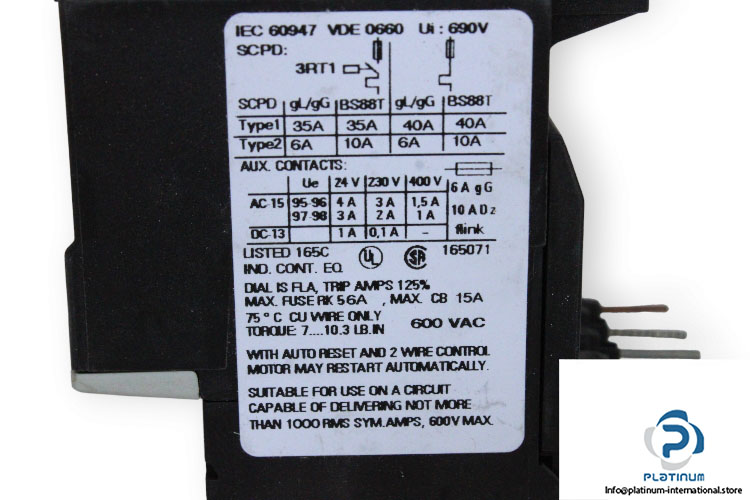 IEC 60947 VDE 0660 Ui : 690V
SCPD:
3RT1
SCPD gL/gG BS88T gL/gG BS88T
Type1 35A 35A 40A 40A
Type2 6A 10A 6A 10A
AUX. CONTACTS:
Ue 24 V 230 V 400 V
6 A gG
AC-15 95-96 4 A 3 A 1,5 A
97-98 3 A 2 A 1 A
10 A Dz
DC-13 1 A 0,1 A –
flink
LISTED 165C UL SA 165071
IND. CONT. EQ.
DIAL IS FLA, TRIP AMPS 125%
MAX. FUSE RK 5 6A , MAX. CB 15A
75° C CU WIRE ONLY
TORQUE: 7....10.3 LB.IN 600 VAC
WITH AUTO RESET AND 2 WIRE CONTROL
MOTOR MAY RESTART AUTOMATICALLY.
SUITABLE FOR USE ON A CIRCUIT
CAPABLE OF DELIVERING NOT MORE
THAN 1000 RMS SYM.AMPS, 600V MAX.
PLATINUM
INTERNATIONAL
Info@platinum-international.store